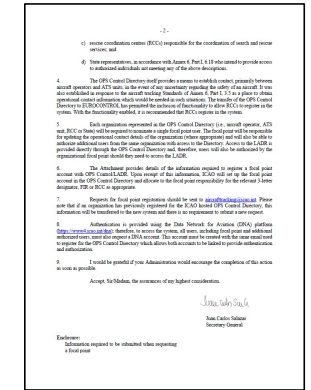 - 2 -
c) rescue coordination centres (RCCs) responsible for the coordination of search and rescue
services; and
d) State representatives, in accordance with Annex 6, Part I, 6.18 who intend to provide access
to authorized individuals not meeting any of the above descriptions.
4. The OPS Control Directory itself provides a means to establish contact, primarily between
aircraft operators and ATS units, in the event of any uncertainty regarding the safety of an aircraft. It was
also established in response to the aircraft tracking Standards of Annex 6, Part I, 3.5 as a place to obtain
operational contact information which would be needed in such situations. The transfer of the OPS Control
Directory to EUROCONTROL has permitted the inclusion of functionality to allow RCCs to register in the
system. With the functionality enabled, it is recommended that RCCs register in the system.
5. Each organization represented in the OPS Control Directory (i.e., aircraft operator, ATS
unit, RCC or State) will be required to nominate a single focal point user. The focal point will be responsible
for updating the operational contact details of the organization (where appropriate) and will also be able to
authorize additional users from the same organization with access to the Directory. Access to the LADR is
provided directly through the OPS Control Directory and, therefore, users will also be authorized by the
organizational focal point should they need to access the LADR.
6. The Attachment provides details of the information required to register a focal point
account with OPS Control/LADR. Upon receipt of this information, ICAO will set up the focal point
account in the OPS Control Directory and allocate to the focal point responsibility for the relevant 3-letter
designator, FIR or RCC as appropriate.
7. Requests for focal point registration should be sent to aircrafttracking@icao.int. Please
note that if an organization has previously registered for the ICAO hosted OPS Control Directory, this
information will be transferred to the new system and there is no requirement to submit a new request.
8. Authentication is provided using the Data Network for Aviation (DNA) platform
therefore, to access the system, all users, including focal point and additional
authorized users, must also request a DNA account. This account must be created with the same email used
to register for the OPS Control Directory which allows both accounts to be linked to provide authentication
and authorization.
9. I would be grateful if your Administration would encourage the completion of this action
as soon as possible.
Accept, Sir/Madam, the assurances of my highest consideration.
Juan Carlos Salazar
Secretary General
Enclosure:
Information required to be submitted when requesting
a focal point